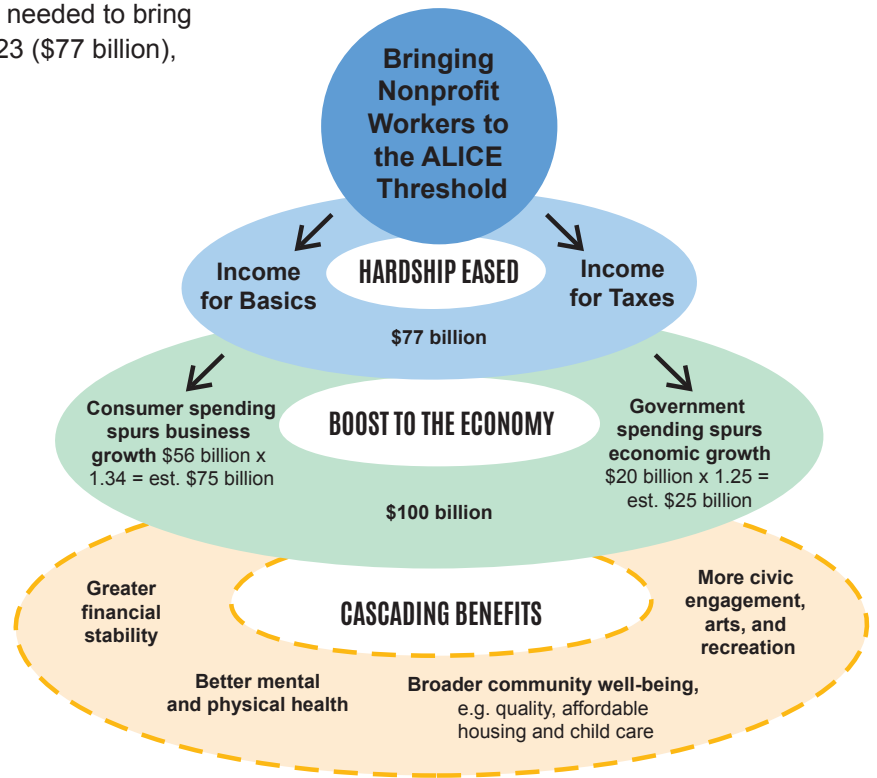 needed to bring
23 ($77 billion),
Bringing
Nonprofit
Workers to
the ALICE
Threshold
Income
for Basics
HARDSHIP EASED
Income
for Taxes
$77 billion
Consumer spending
spurs business
growth $56 billion x
1.34 = est. $75 billion
BOOST TO THE ECONOMY
Government
spending spurs
economic growth
$20 billion x 1.25 =
est. $25 billion
$100 billion
Greater
financial
stability
CASCADING BENEFITS
More civic
engagement,
arts, and
recreation
Better mental
and physical health
Broader community well-being,
e.g. quality, affordable
housing and child care